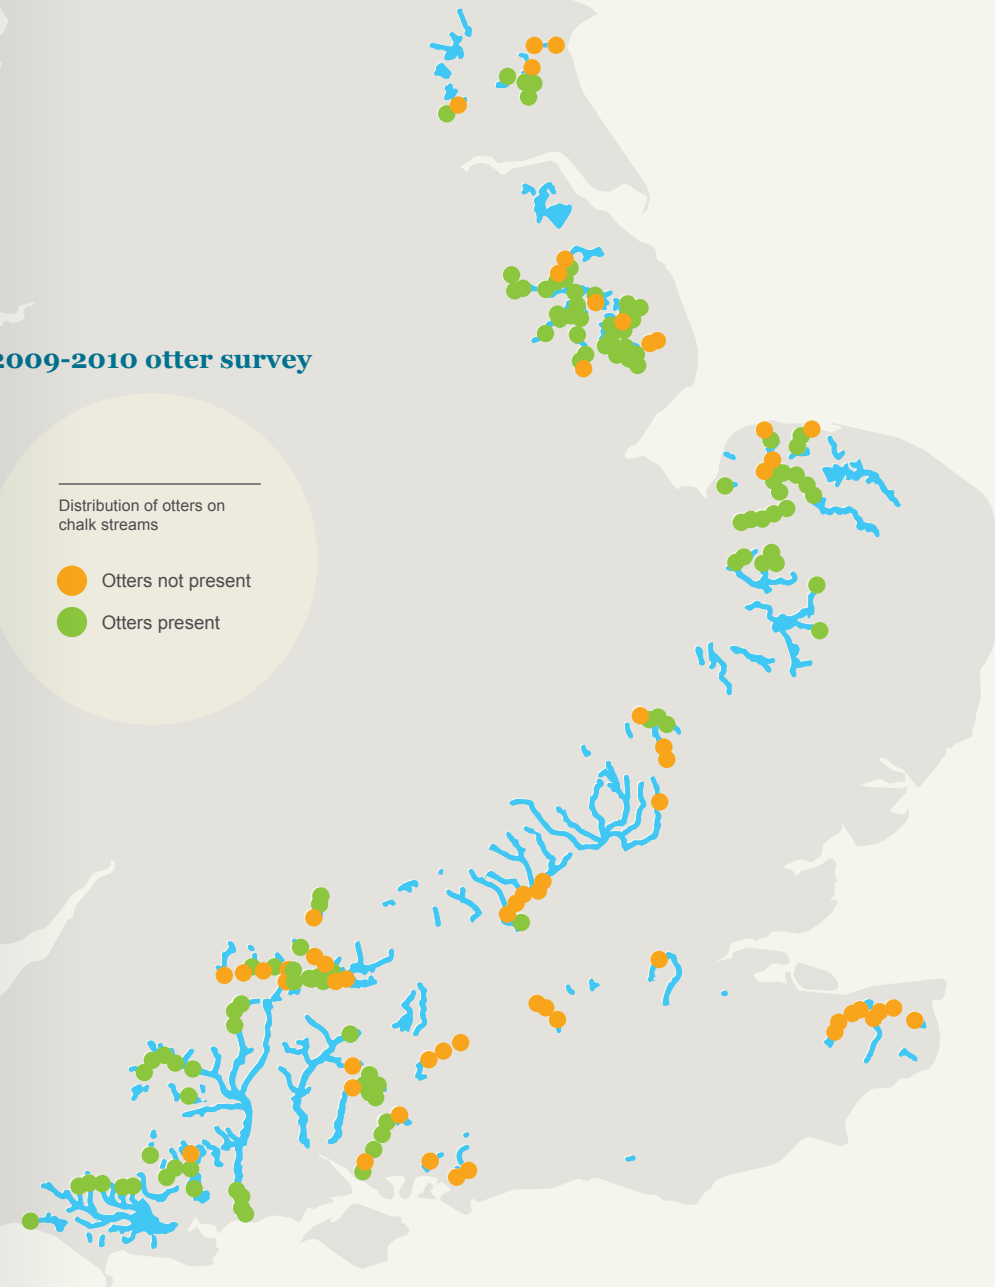 2009-2010 otter survey
Distribution of otters on
chalk streams
Otters not present
Otters present